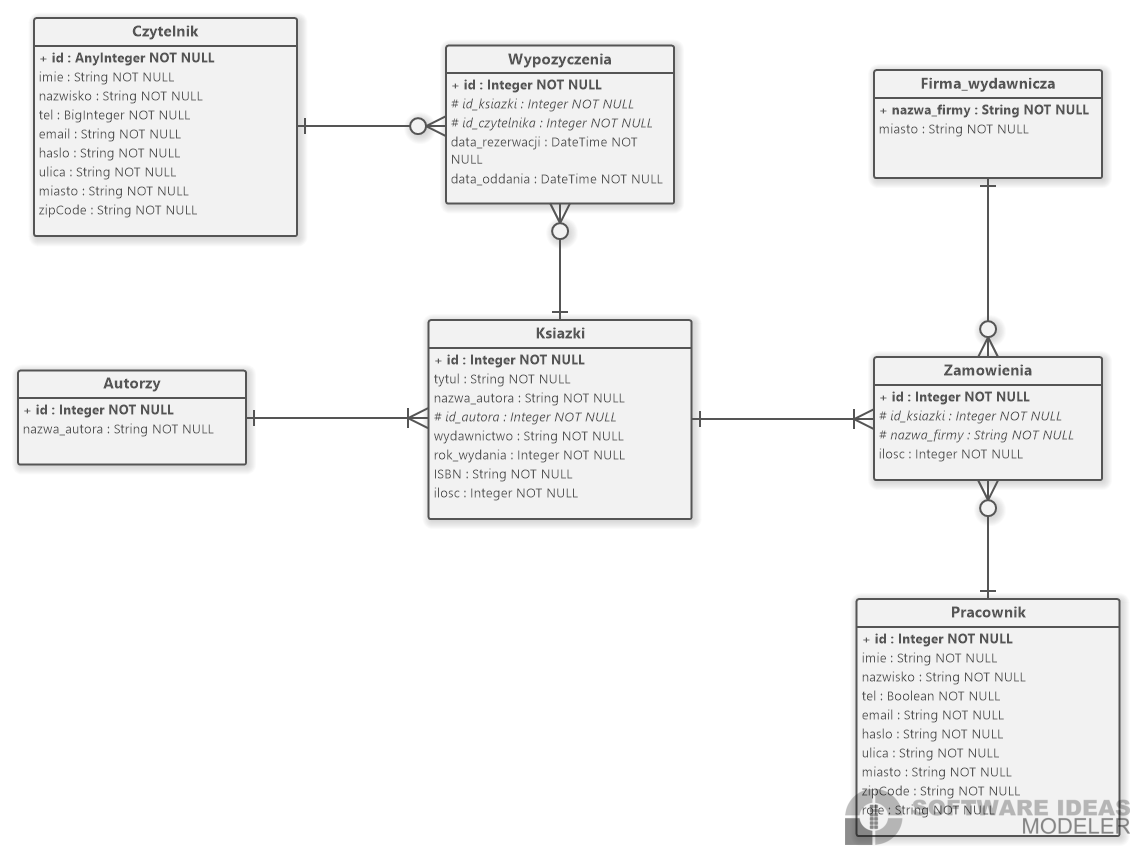 Czytelnik
+ id : AnyInteger NOT NULL
imie : String NOT NULL
nazwisko : String NOT NULL
tel : BigInteger NOT NULL
email : String NOT NULL
haslo : String NOT NULL
ulica : String NOT NULL
miasto : String NOT NULL
zipCode : String NOT NULL
Wypozyczenia
+ id : Integer NOT NULL
# id_ksiazki : Integer NOT NULL
# id_czytelnika : Integer NOT NULL
data_rezerwacji : DateTime NOT
NULL
data_oddania : DateTime NOT NULL
Firma_wydawnicza
+ nazwa_firmy : String NOT NULL
miasto : String NOT NULL
Autorzy
+ id : Integer NOT NULL
nazwa_autora : String NOT NULL
Ksiazki
+ id : Integer NOT NULL
tytul : String NOT NULL
nazwa_autora : String NOT NULL
# id_autora : Integer NOT NULL
wydawnictwo : String NOT NULL
rok_wydania : Integer NOT NULL
ISBN : String NOT NULL
ilosc : Integer NOT NULL
Zamowienia
+ id : Integer NOT NULL
# id_ksiazki : Integer NOT NULL
# nazwa_firmy : String NOT NULL
ilosc : Integer NOT NULL
Pracownik
+ id : Integer NOT NULL
imie : String NOT NULL
nazwisko : String NOT NULL
tel : Boolean NOT NULL
email : String NOT NULL
haslo : String NOT NULL
ulica : String NOT NULL
miasto : String NOT NULL
zipCode : String NOT NULL
role : String NOT NULL
SOFTWARE IDEAS
MODELER